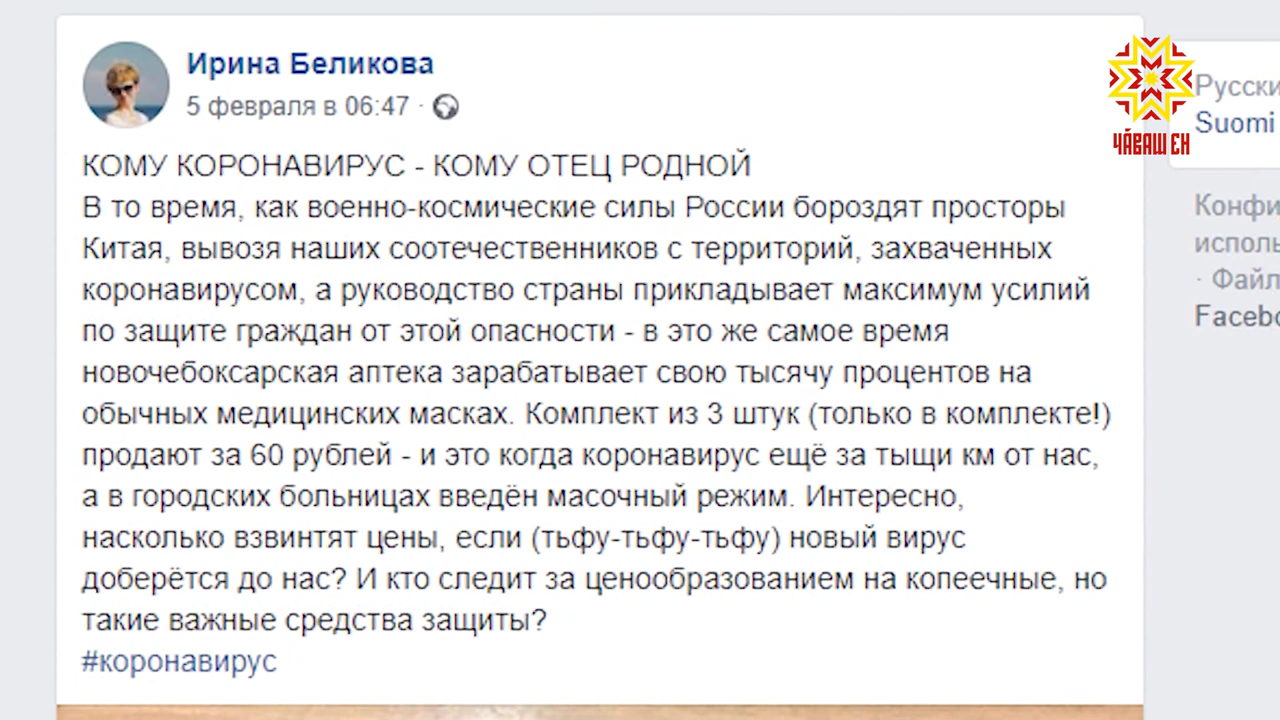 Ирина Беликова
5 февраля в 06:47 ·
КОМУ КОРОНАВИРУС - КОМУ ОТЕЦ РОДНОЙ
В то время, как военно-космические силы России бороздят просторы
Китая, вывозя наших соотечественников с территорий, захваченных
коронавирусом, а руководство страны прикладывает максимум усилий
по защите граждан от этой опасности - в это же самое время
новочебоксарская аптека зарабатывает свою тысячу процентов на
обычных медицинских масках. Комплект из 3 штук (только в комплекте!)
продают за 60 рублей - и это когда коронавирус ещё за тыщи км от нас,
а в городских больницах введён масочный режим. Интересно,
насколько взвинтят цены, если (тьфу-тьфу-тьфу) новый вирус
доберётся до нас? И кто следит за ценообразованием на копеечные, но
такие важные средства защиты?
#коронавирус
ЧĂВАШ ЕН
Русски
Suomi
Конфи
исполь
· Файл
Facebo